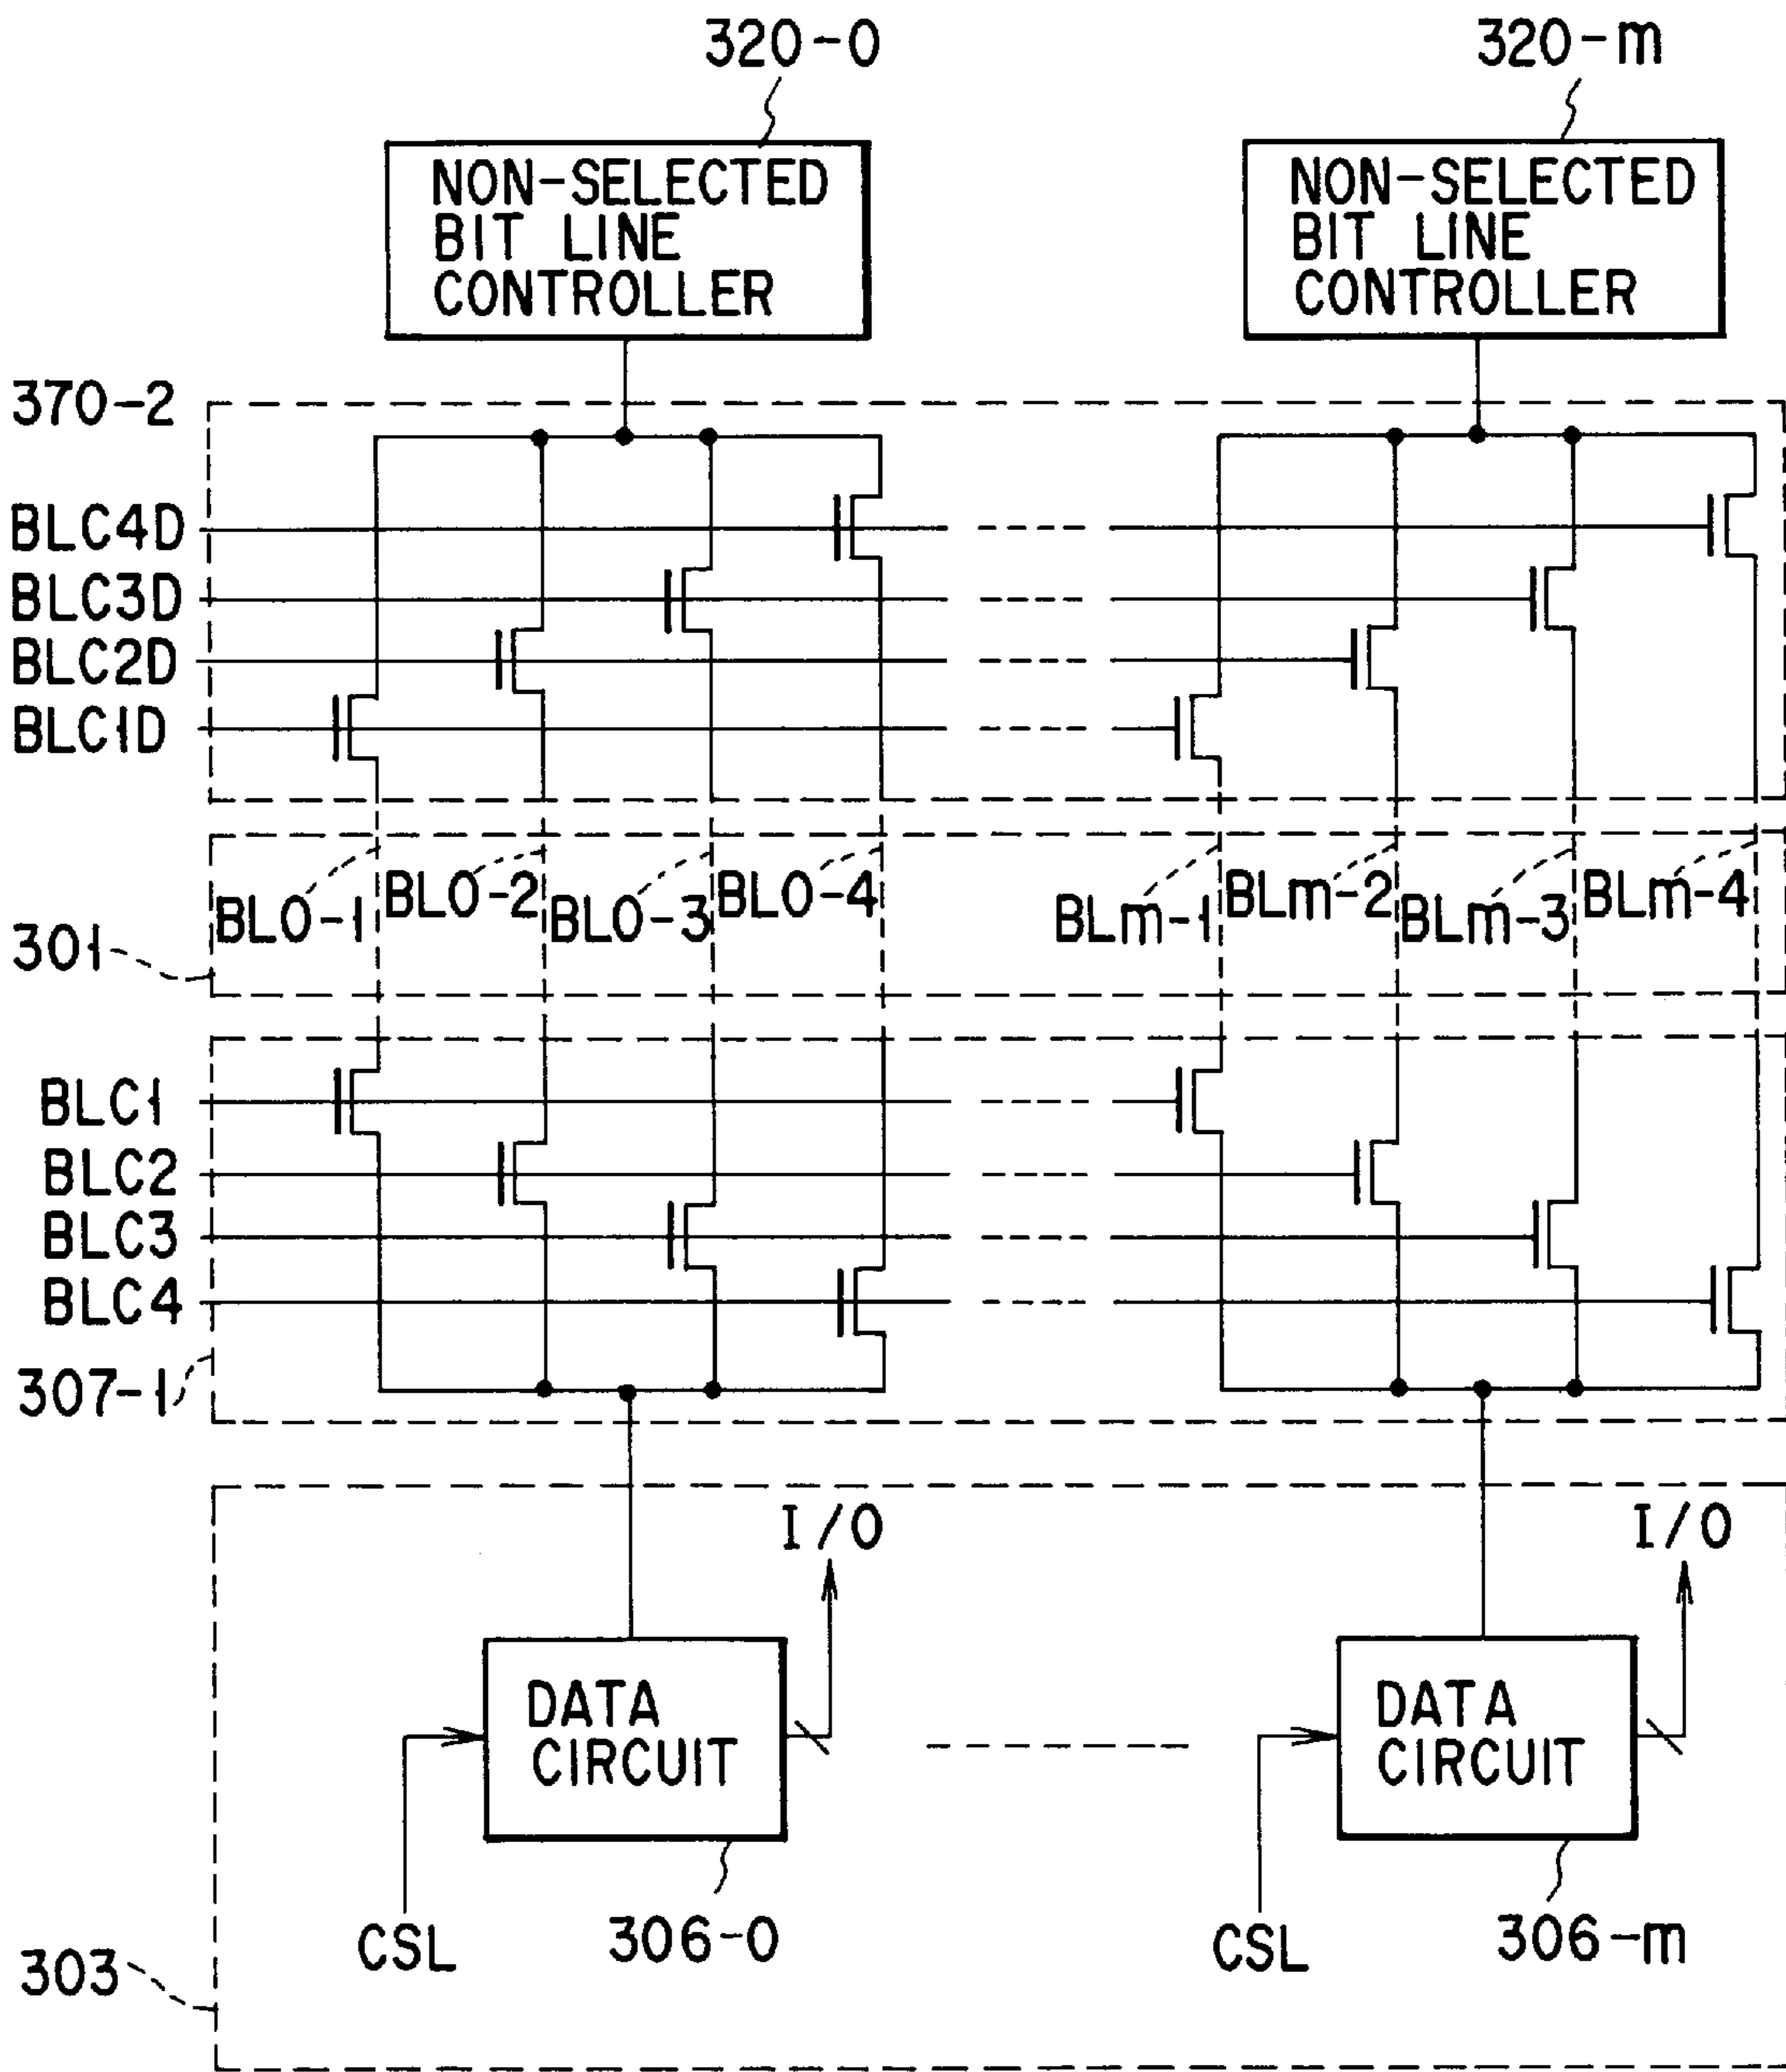 320-0
320-m
NON-SELECTED
BIT LINE
CONTROLLER
NON-SELECTED
BIT LINE
CONTROLLER
370-2
BLC4D
BLC3D
BLC2D
BLC1D
BL0-1
BL0-2
BL0-3
BL0-4
BLm-1
BLm-2
BLm-3
BLm-4
301
BLC1
BLC2
BLC3
BLC4
307-1
I/O
I/O
DATA
CIRCUIT
DATA
CIRCUIT
CSL
306-0
CSL
306-m
303